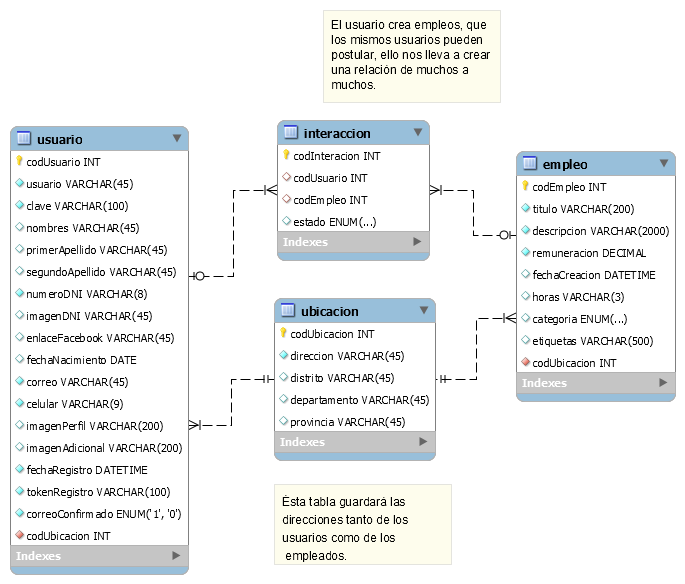 El usuario crea empleos, que
los mismos usuarios pueden
postular, ello nos lleva a crear
una relación de muchos a
muchos.
usuario
codUsuario INT
usuario VARCHAR(45)
clave VARCHAR(100)
nombres VARCHAR(45)
primerApellido VARCHAR(45)
segundoApellido VARCHAR(45)
numeroDNI VARCHAR(8)
imagenDNI VARCHAR(45)
enlaceFacebook VARCHAR(45)
fechaNacimiento DATE
correo VARCHAR(45)
celular VARCHAR(9)
imagenPerfil VARCHAR(200)
imagenAdicional VARCHAR(200)
fechaRegistro DATETIME
tokenRegistro VARCHAR(100)
correoConfirmado ENUM('1', '0')
codUbicacion INT
Indexes
interaccion
codInteracion INT
codUsuario INT
codEmpleo INT
estado ENUM(...)
Indexes
ubicacion
codUbicacion INT
direccion VARCHAR(45)
distrito VARCHAR(45)
departamento VARCHAR(45)
provincia VARCHAR(45)
Indexes
empleo
codEmpleo INT
titulo VARCHAR(200)
descripcion VARCHAR(2000)
remuneracion DECIMAL
fechaCreacion DATETIME
horas VARCHAR(3)
categoria ENUM(...)
etiquetas VARCHAR(500)
codUbicacion INT
Indexes
Ésta tabla guardará las
direcciones tanto de los
usuarios como de los
empleados.